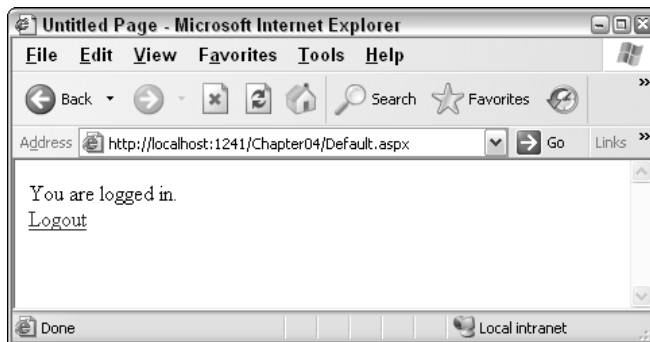 Untitled Page - Microsoft Internet Explorer
File Edit View Favorites Tools Help
Back Search Favorites »
Address http://localhost:1241/Chapter04/Default.aspx Go Links »
You are logged in.
Logout
Done Local intranet